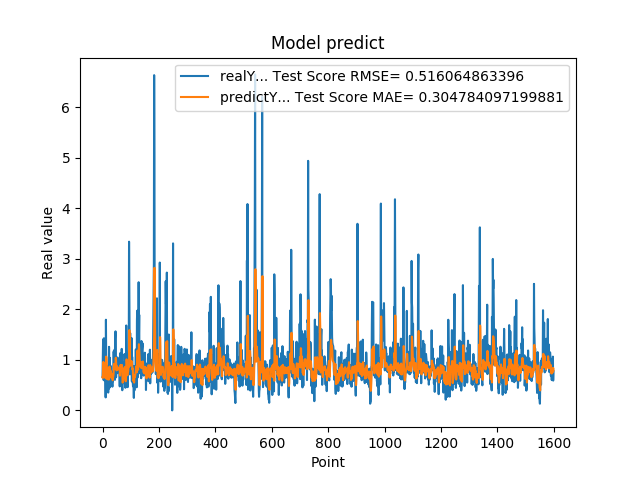 Model predict
realY... Test Score RMSE= 0.516064863396
predictY... Test Score MAE= 0.304784097199881
Real value
6
5
4
3
2
1
0
0 200 400 600 800 1000 1200 1400 1600
Point